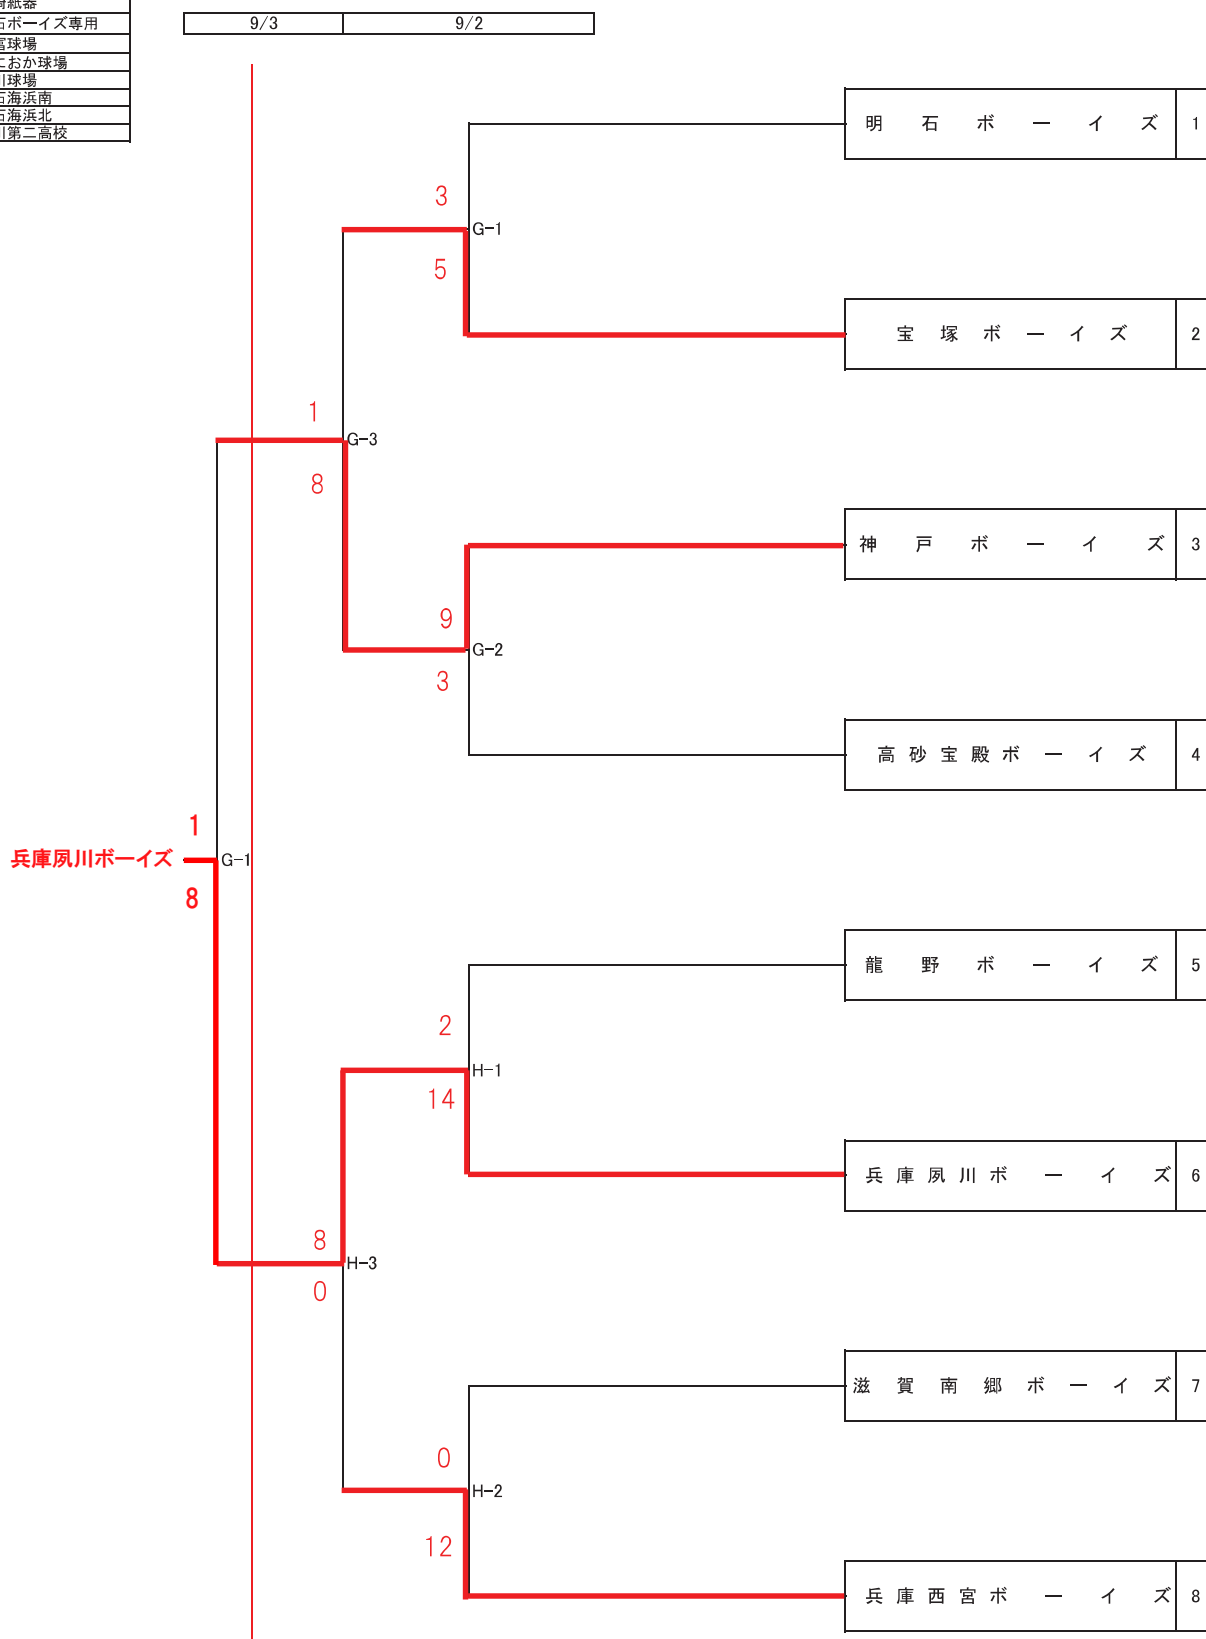 紙器
ボーイズ専用
9/3 9/2
球場
おか球場
球場
海浜南
海浜北
第二高校
明石ボーイズ 1
3
G-1
5
宝塚ボーイズ 2
1
G-3
8
神戸ボーイズ 3
9
G-2
3
高砂宝殿ボーイズ 4
1
兵庫夙川ボーイズ G-1
8
龍野ボーイズ 5
2
H-1
14
兵庫夙川ボーイズ 6
8
H-3
0
滋賀南郷ボーイズ 7
0
H-2
12
兵庫西宮ボーイズ 8